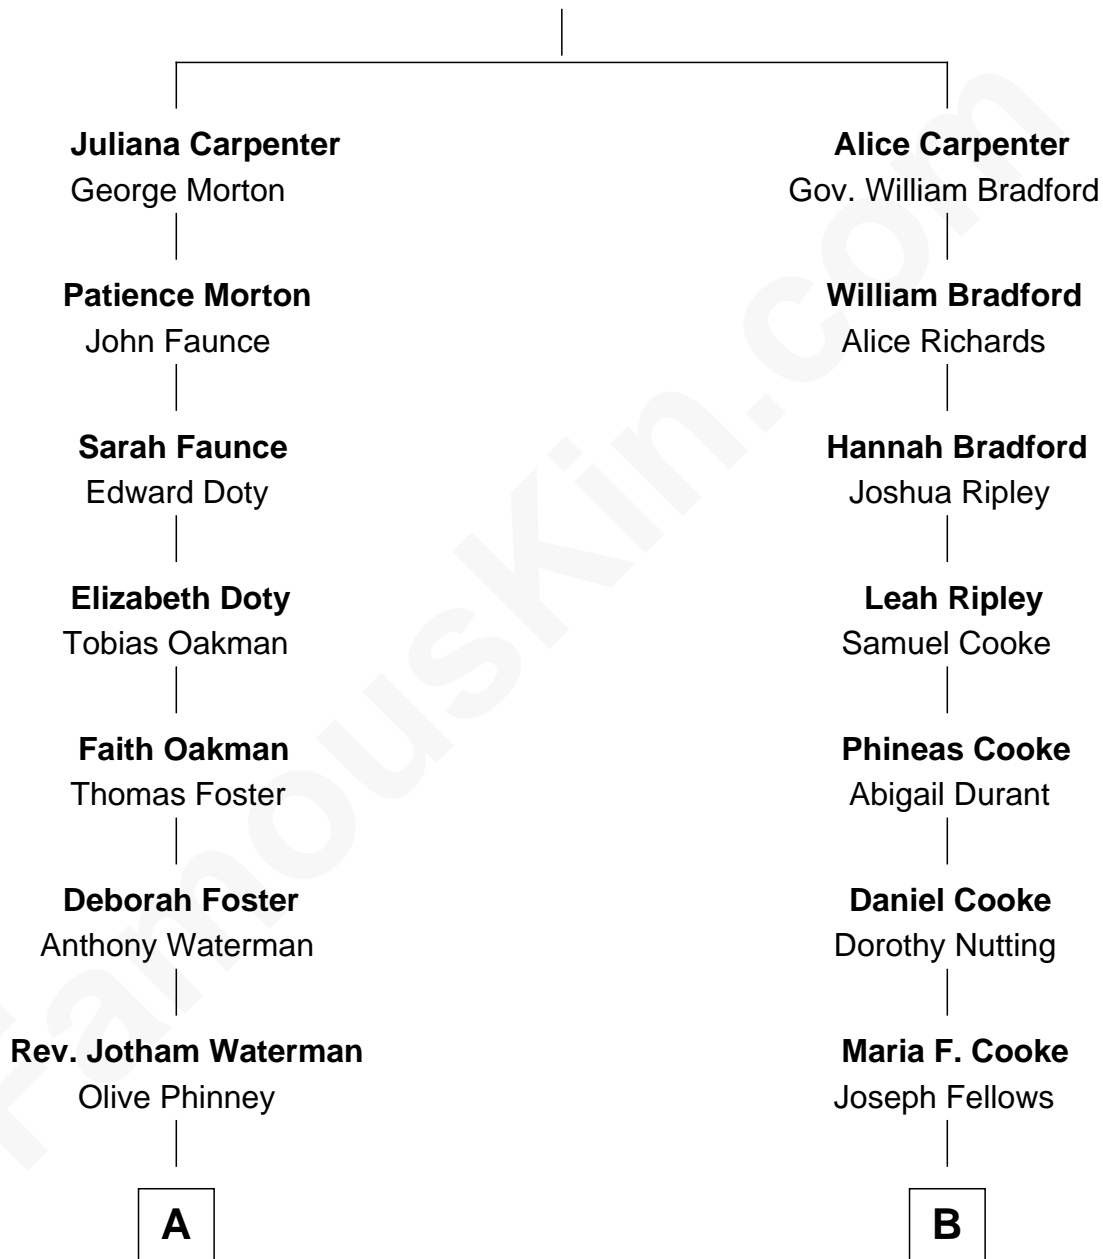 Juliana Carpenter
George Morton
Alice Carpenter
Gov. William Bradford
Patience Morton
John Faunce
William Bradford
Alice Richards
Sarah Faunce
Edward Doty
Hannah Bradford
Joshua Ripley
Elizabeth Doty
Tobias Oakman
Leah Ripley
Samuel Cooke
Faith Oakman
Thomas Foster
Phineas Cooke
Abigail Durant
Deborah Foster
Anthony Waterman
Daniel Cooke
Dorothy Nutting
Rev. Jotham Waterman
Olive Phinney
Maria F. Cooke
Joseph Fellows
A
B
FamousKin.com